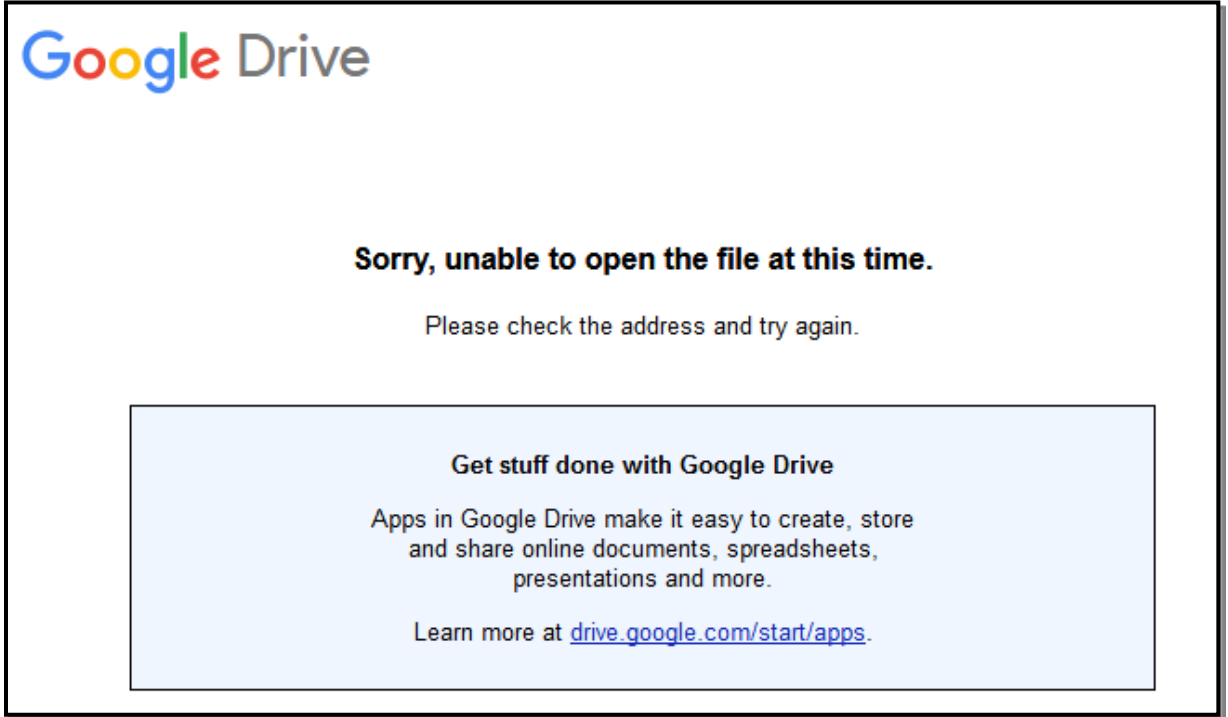 Google Drive
Sorry, unable to open the file at this time.
Please check the address and try again.
Get stuff done with Google Drive
Apps in Google Drive make it easy to create, store
and share online documents, spreadsheets,
presentations and more.
Learn more at drive.google.com/start/apps.